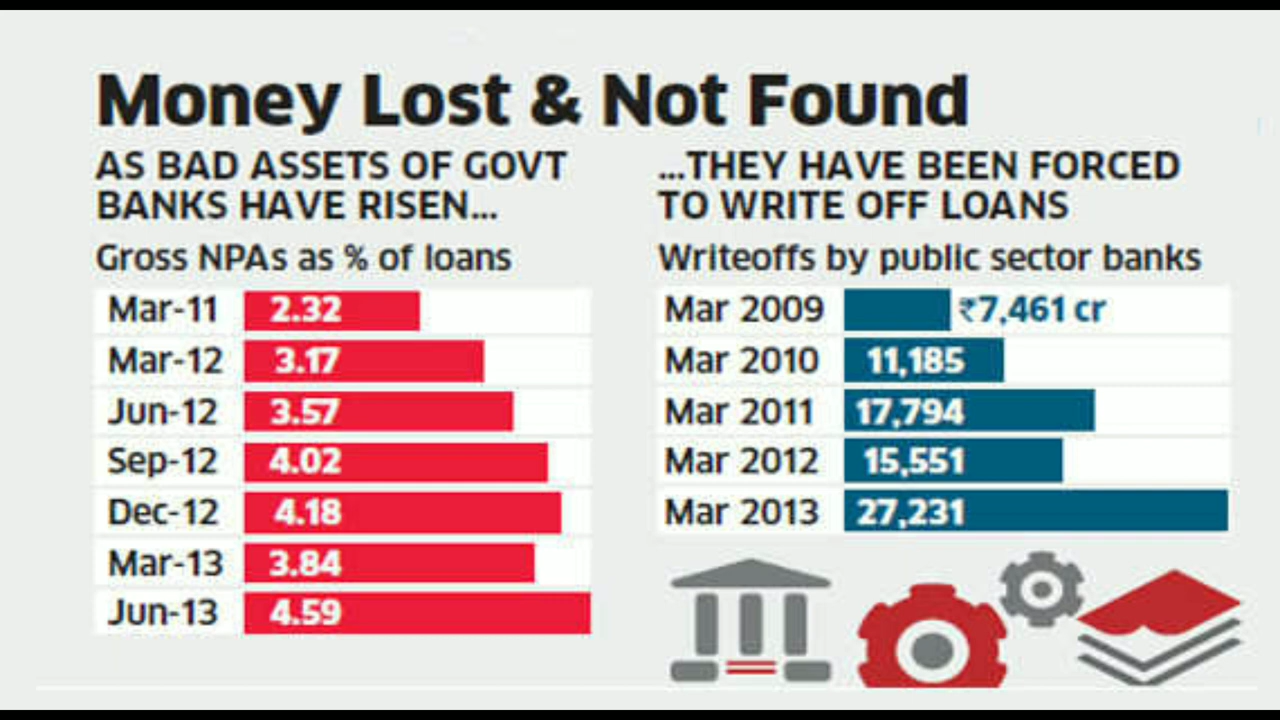 Money Lost & Not Found
AS BAD ASSETS OF GOVT
BANKS HAVE RISEN...
Gross NPAs as % of loans
Mar-11 2.32
Mar-12 3.17
Jun-12 3.57
Sep-12 4.02
Dec-12 4.18
Mar-13 3.84
Jun-13 4.59
...THEY HAVE BEEN FORCED
TO WRITE OFF LOANS
Writeoffs by public sector banks
Mar 2009 ₹7,461 cr
Mar 2010 11,185
Mar 2011 17,794
Mar 2012 15,551
Mar 2013 27,231